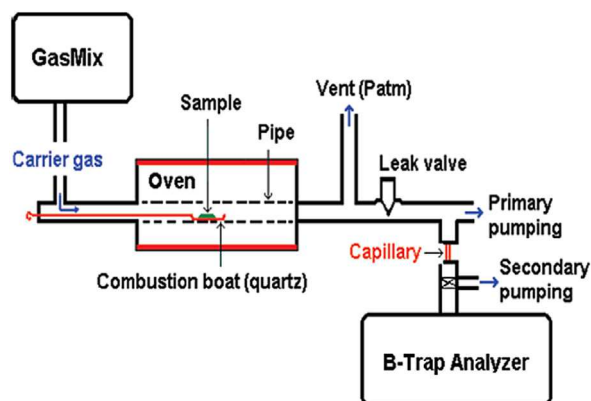 GasMix
Sample
Vent (Patm)
Pipe
Leak valve
Carrier gas
Oven
Primary
pumping
Capillary
Combustion boat (quartz)
Secondary
pumping
B-Trap Analyzer